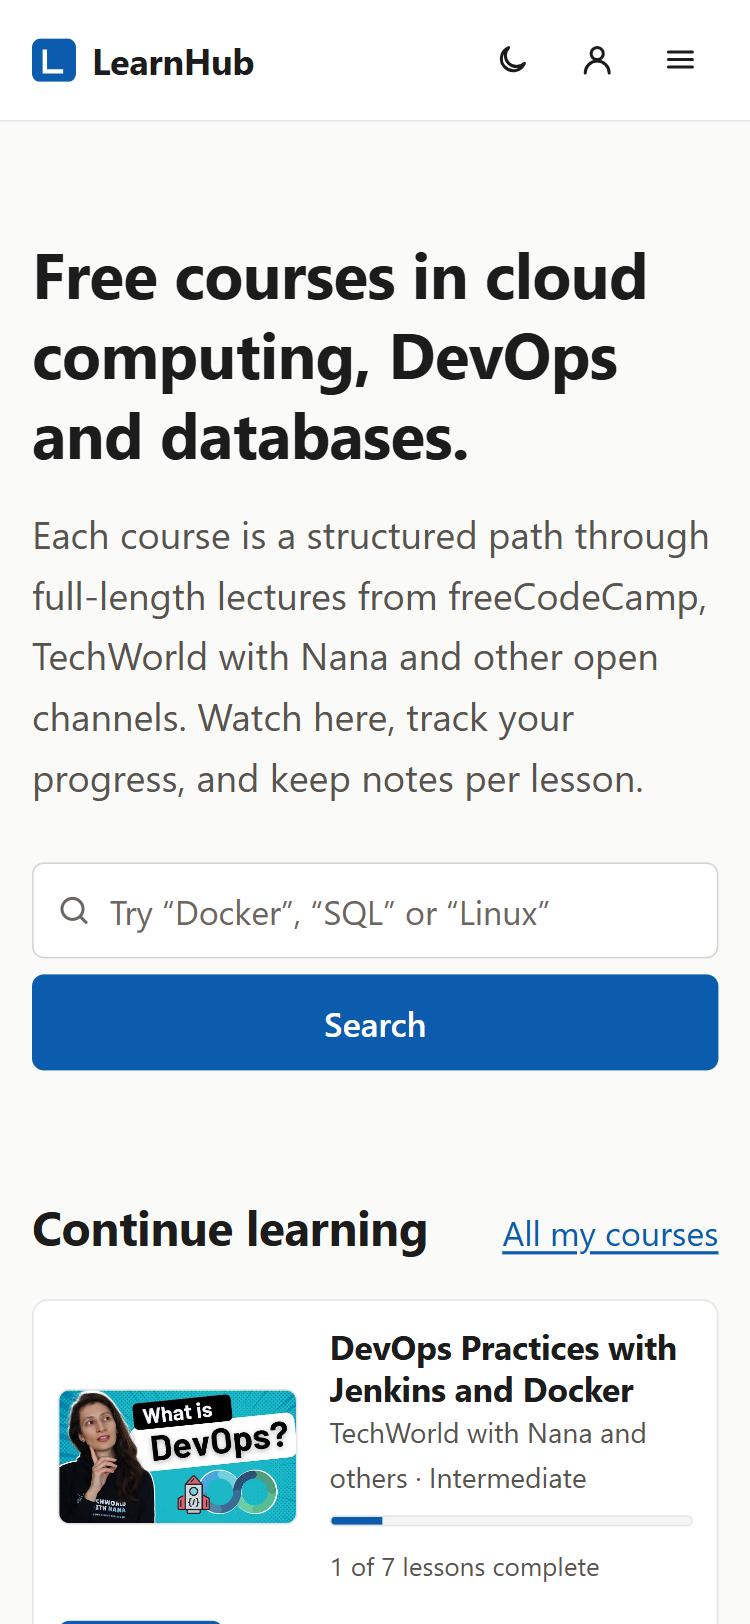 L LearnHub
Free courses in cloud
computing, DevOps
and databases.
Each course is a structured path through
full-length lectures from freeCodeCamp,
TechWorld with Nana and other open
channels. Watch here, track your
progress, and keep notes per lesson.
Try “Docker”, “SQL” or “Linux”
Search
Continue learning
All my courses
What is
DevOps?
DevOps Practices with
Jenkins and Docker
TechWorld with Nana and
others · Intermediate
1 of 7 lessons complete